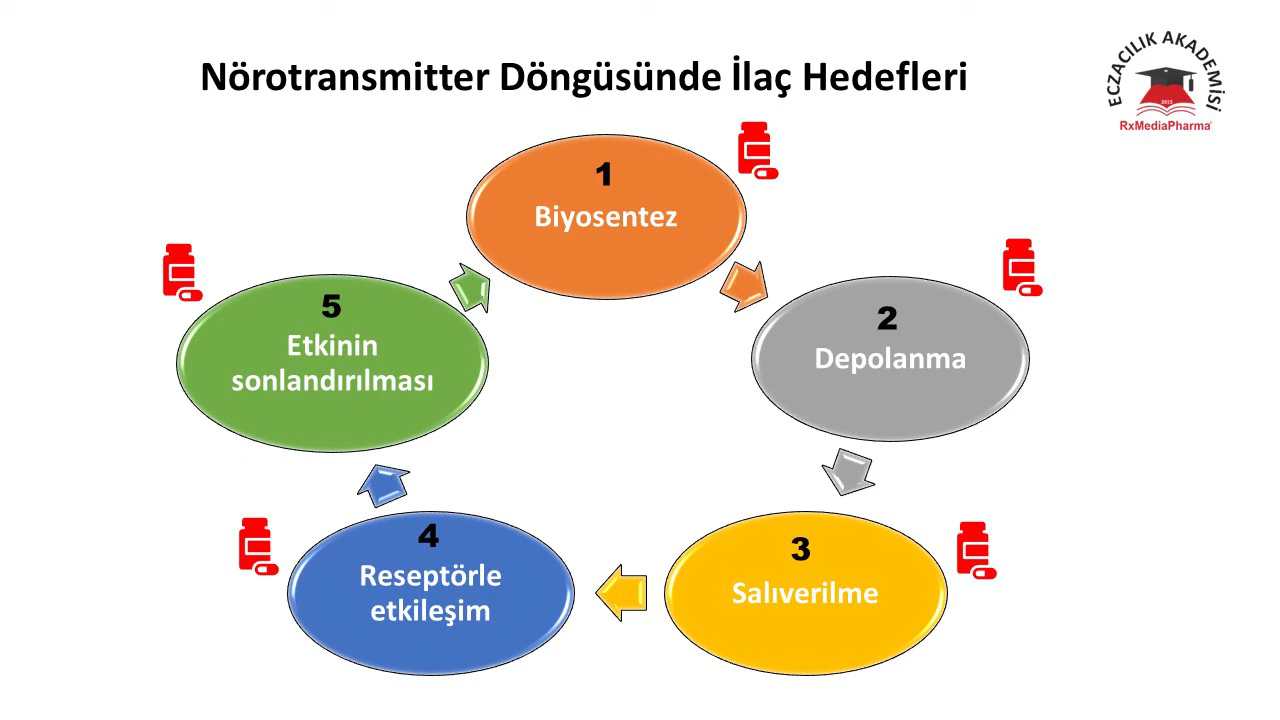 Nörotransmitter Döngüsünde İlaç Hedefleri
ECZACILIK AKADEMİSİ
2015
RxMediaPharma®
1
Biyosentez
2
Depolanma
3
Salıverilme
4
Reseptörle
etkileşim
5
Etkinin
sonlandırılması